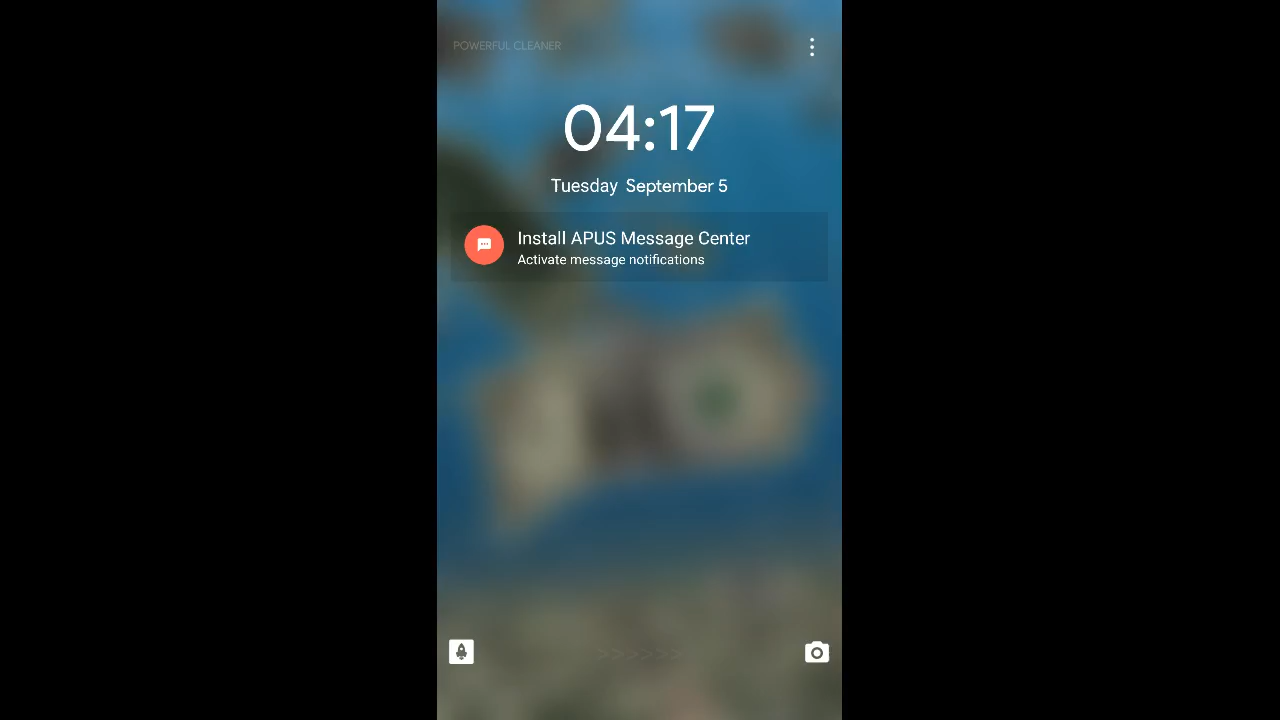 POWERFUL CLEANER
04:17
Tuesday September 5
Install APUS Message Center
Activate message notifications
>>>>>>